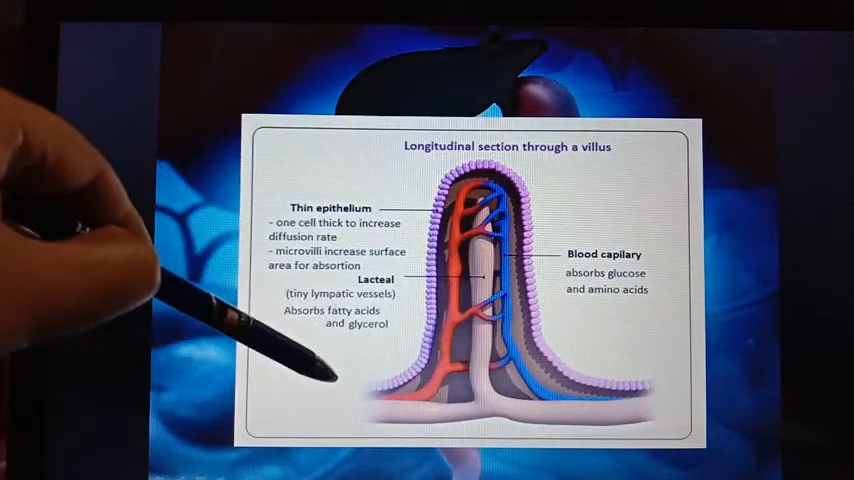 Longitudinal section through a villus
Thin epithelium
- one cell thick to increase
diffusion rate
- microvilli increase surface
area for absortion
Lacteal
(tiny lympatic vessels)
Absorbs fatty acids
and glycerol
Blood capilary
absorbs glucose
and amino acids